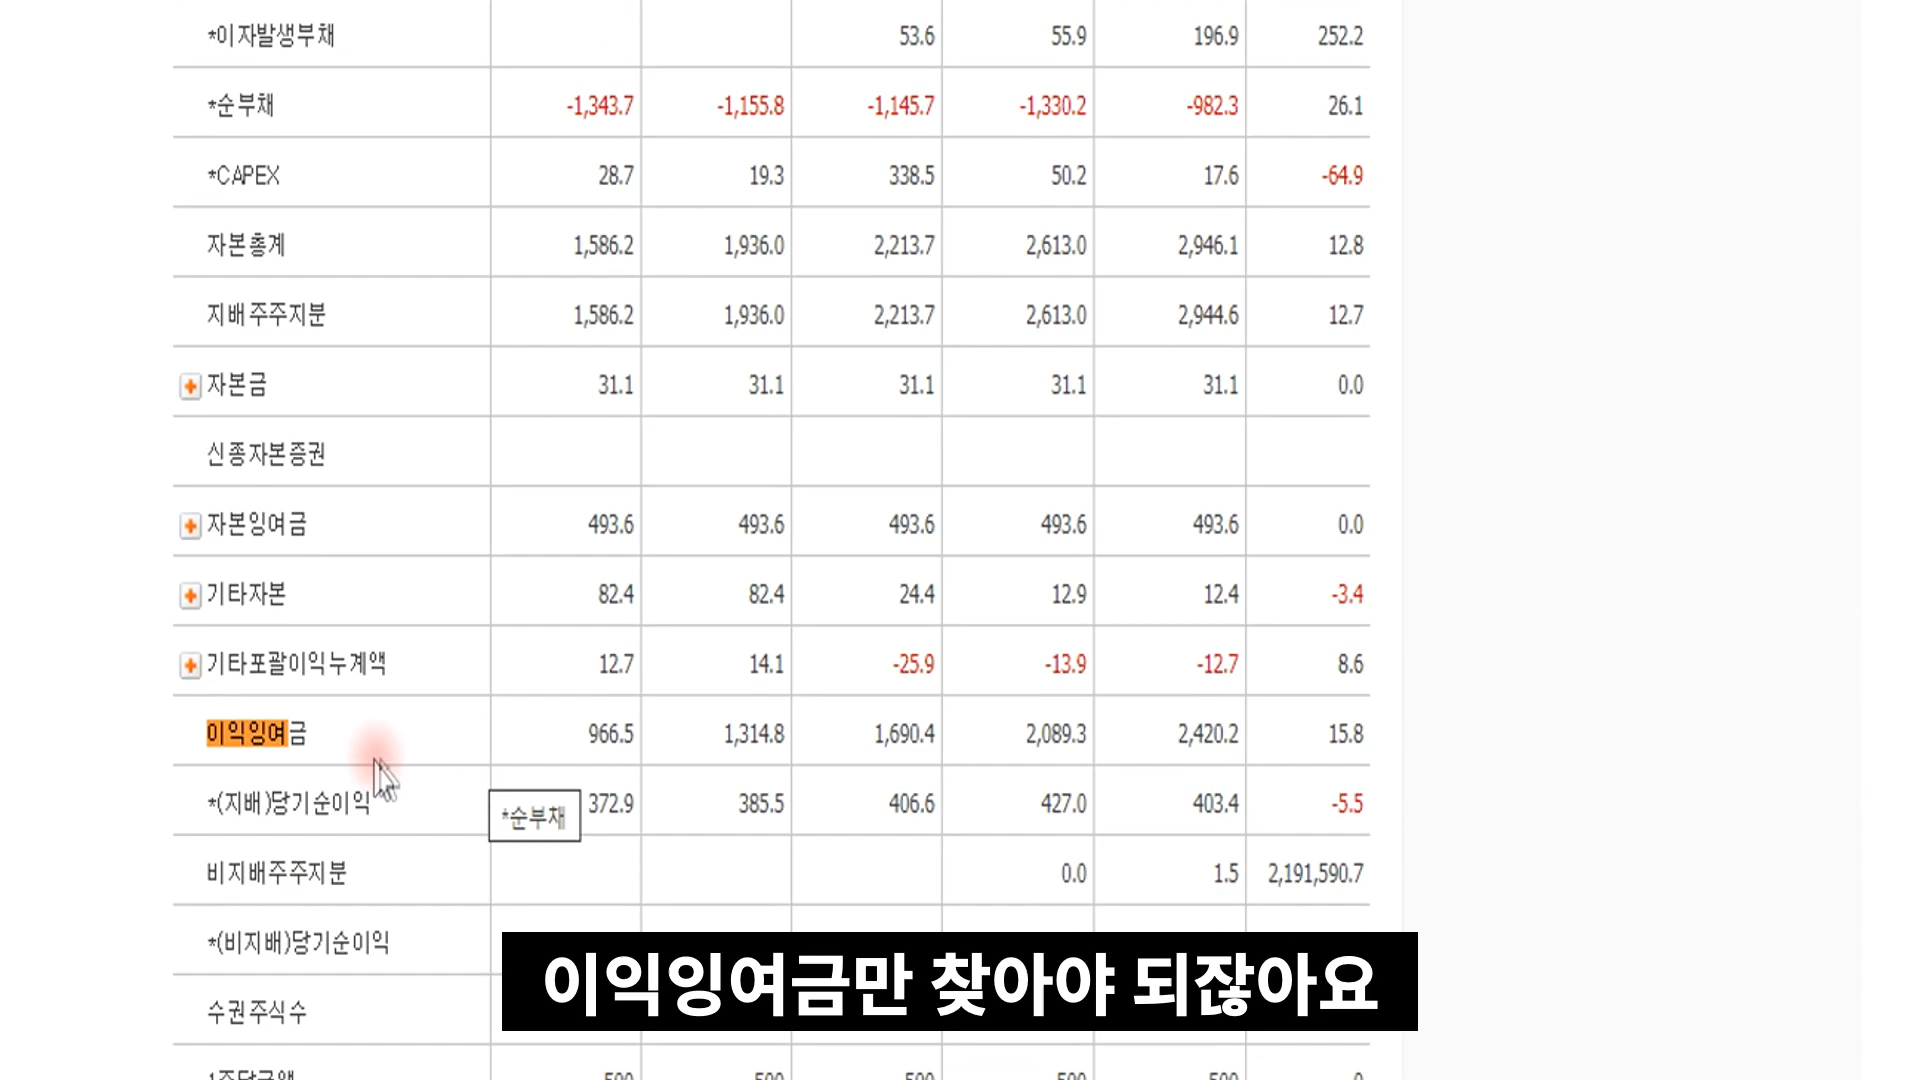 *이자발생부채 53.6 55.9 196.9 252.2
*순부채 -1,343.7 -1,155.8 -1,145.7 -1,330.2 -982.3 26.1
*CAPEX 28.7 19.3 338.5 50.2 17.6 -64.9
자본총계 1,586.2 1,936.0 2,213.7 2,613.0 2,946.1 12.8
지배주주지분 1,586.2 1,936.0 2,213.7 2,613.0 2,944.6 12.7
자본금 31.1 31.1 31.1 31.1 31.1 0.0
신종자본증권
자본잉여금 493.6 493.6 493.6 493.6 493.6 0.0
기타자본 82.4 82.4 24.4 12.9 12.4 -3.4
기타포괄이익누계액 12.7 14.1 -25.9 -13.9 -12.7 8.6
이익잉여금 966.5 1,314.8 1,690.4 2,089.3 2,420.2 15.8
*(지배)당기순이익 372.9 385.5 406.6 427.0 403.4 -5.5
*순부채
비지배주주지분 0.0 1.5 2,191,590.7
*(비지배)당기순이익
이익잉여금만 찾아야 되잖아요
수권주식수